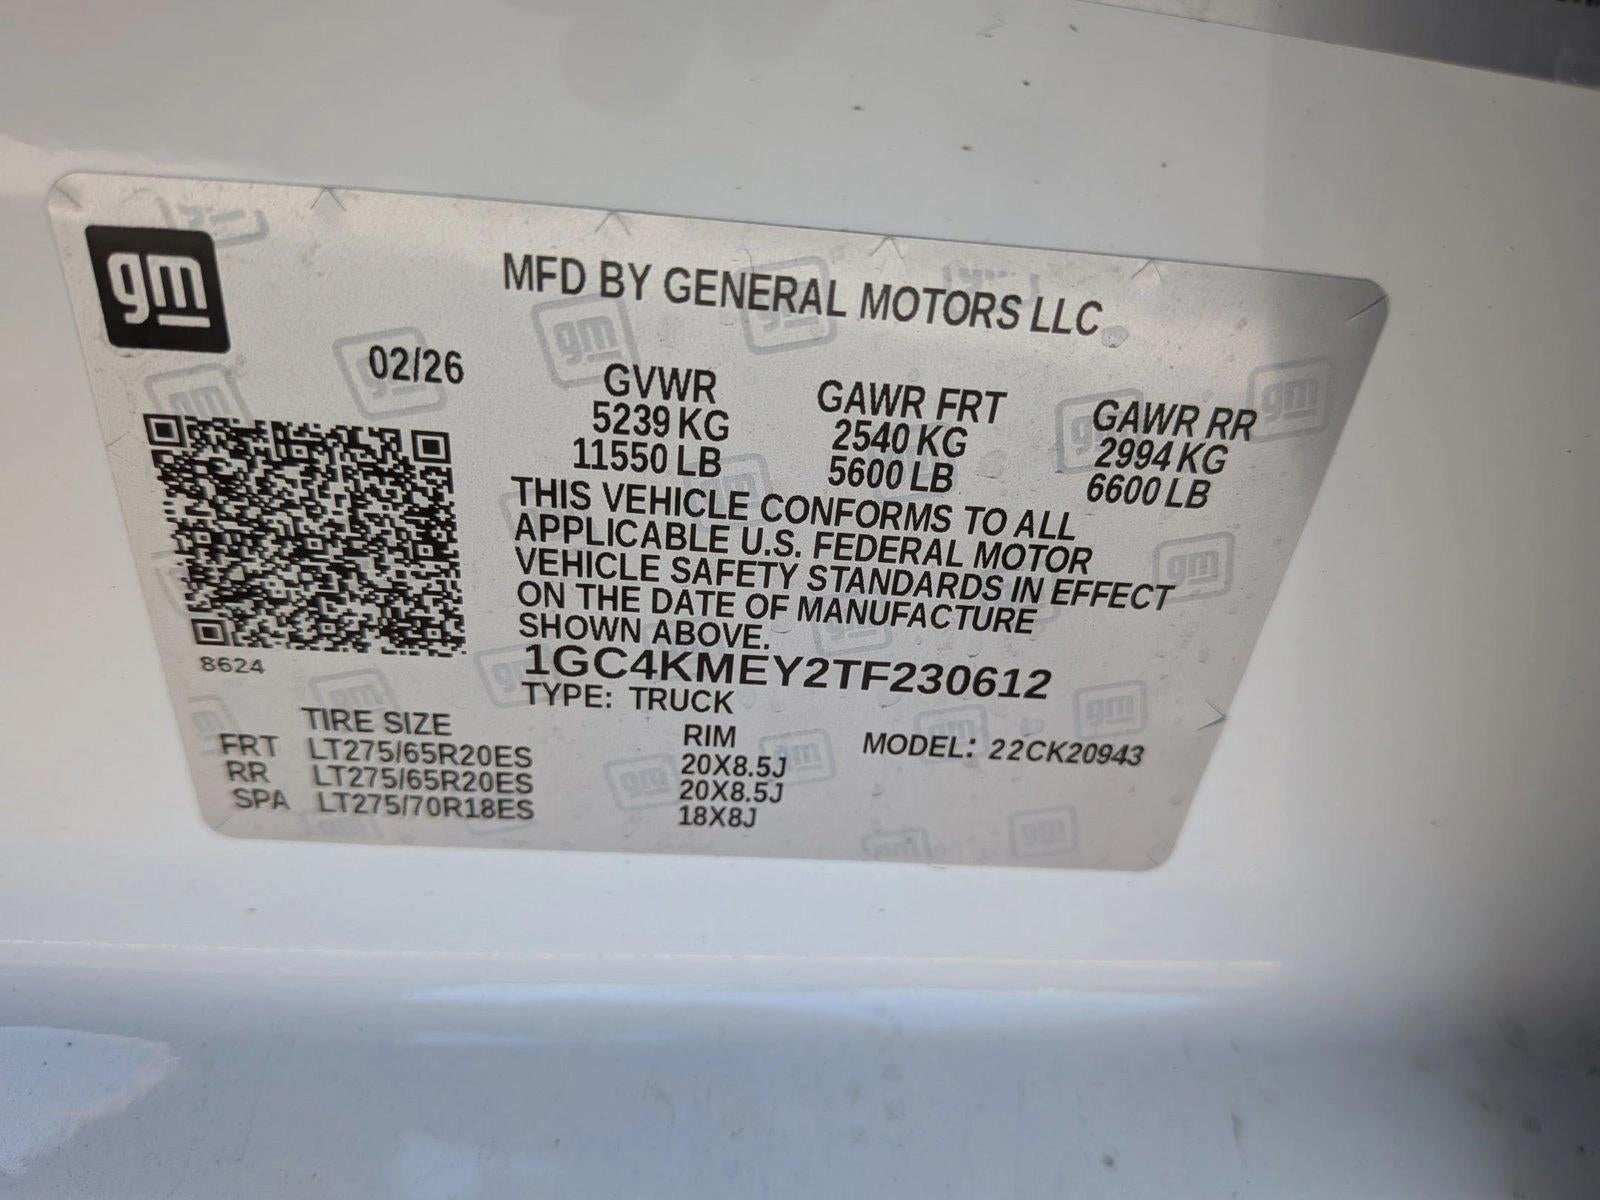 gm
MFD BY GENERAL MOTORS LLC
02/26
GVWR GAWR FRT GAWR RR
5239 KG 2540 KG 2994 KG
11550 LB 5600 LB 6600 LB
THIS VEHICLE CONFORMS TO ALL
APPLICABLE U.S. FEDERAL MOTOR
VEHICLE SAFETY STANDARDS IN EFFECT
ON THE DATE OF MANUFACTURE
SHOWN ABOVE.
8624
1GC4KMEY2TF230612
TYPE: TRUCK
TIRE SIZE RIM MODEL: 22CK20943
FRT LT275/65R20ES 20X8.5J
RR LT275/65R20ES 20X8.5J
SPA LT275/70R18ES 18X8J